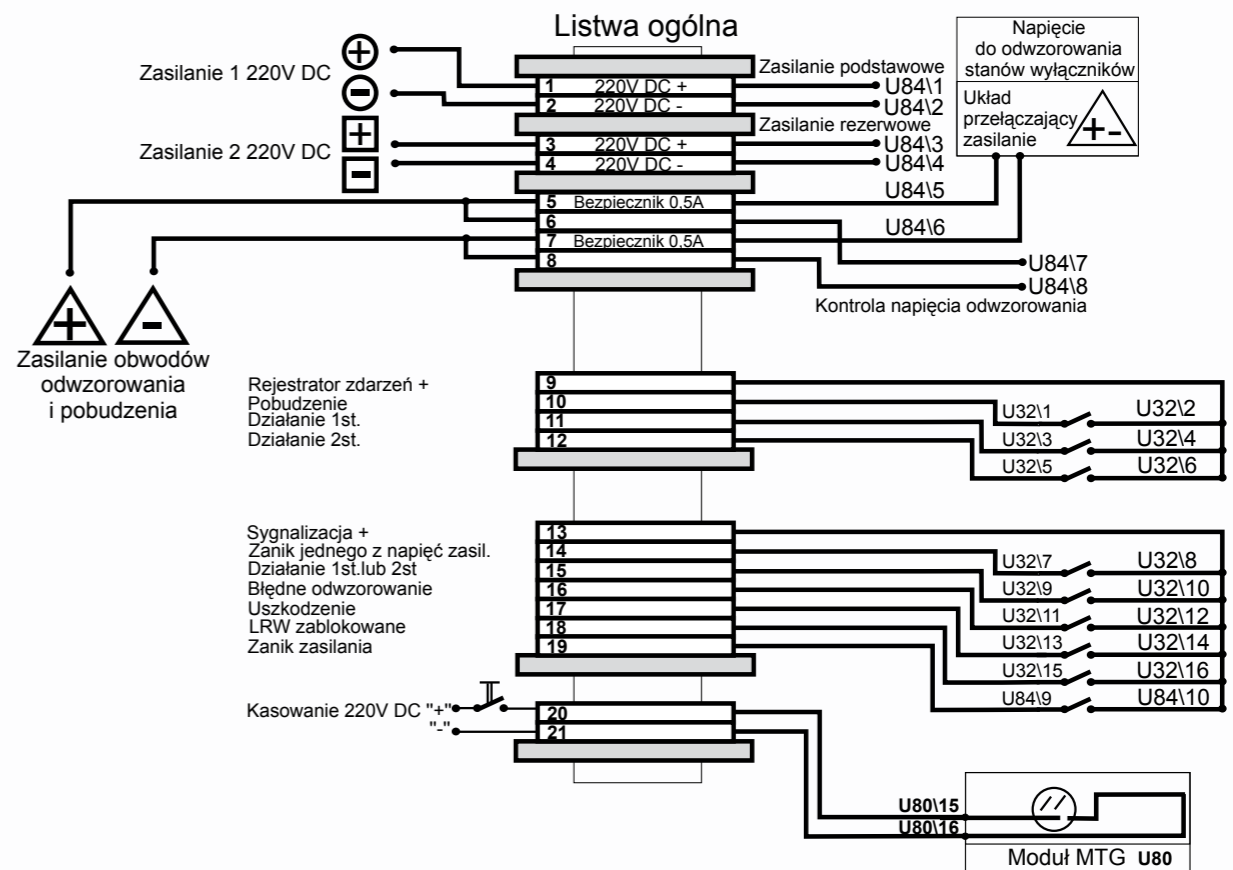 Listwa ogólna
Zasilanie 1 220V DC
+
-
1 220V DC +
2 220V DC -
Zasilanie podstawowe
U84\1
U84\2
Zasilanie 2 220V DC
+
-
3 220V DC +
4 220V DC -
Zasilanie rezerwowe
U84\3
U84\4
Napięcie
do odwzorowania
stanów wyłączników
Układ
przełączający
zasilanie
+-
5 Bezpiecznik 0,5A
6
7 Bezpiecznik 0,5A
8
U84\5
U84\6
U84\7
U84\8
Kontrola napięcia odwzorowania
+
-
Zasilanie obwodów
odwzorowania
i pobudzenia
Rejestrator zdarzeń +
Pobudzenie
Działanie 1st.
Działanie 2st.
9
10
11
12
U32\1 U32\2
U32\3 U32\4
U32\5 U32\6
Sygnalizacja +
Zanik jednego z napięć zasil.
Działanie 1st.lub 2st
Błędne odwzorowanie
Uszkodzenie
LRW zablokowane
Zanik zasilania
13
14
15
16
17
18
19
U32\7 U32\8
U32\9 U32\10
U32\11 U32\12
U32\13 U32\14
U32\15 U32\16
U84\9 U84\10
Kasowanie 220V DC "+"
"-"
20
21
U80\15
U80\16
Moduł MTG U80